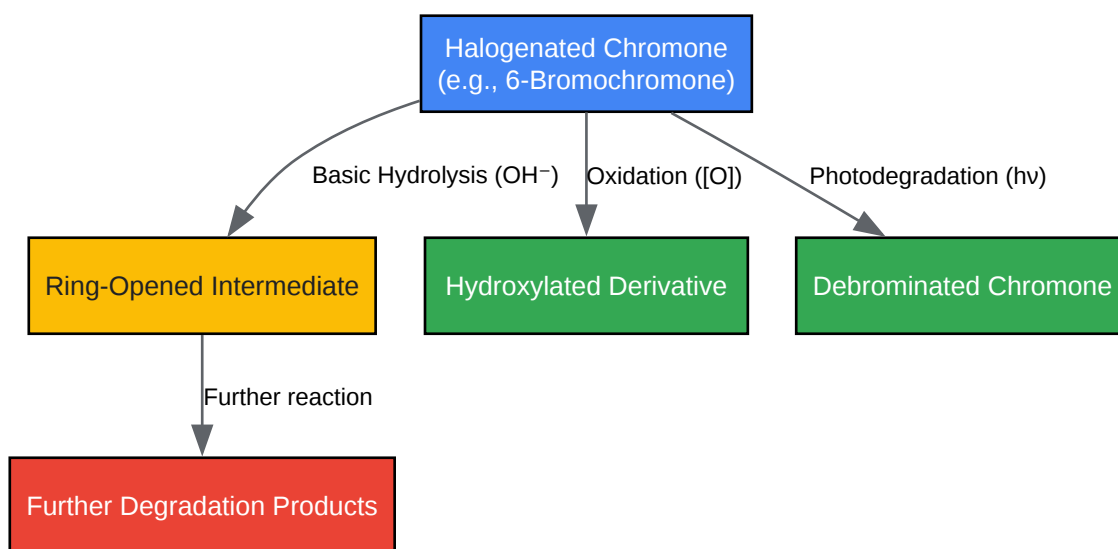 Halogenated Chromone
(e.g., 6-Bromochromone)
Basic Hydrolysis (OH⁻)
Oxidation ([O])
Photodegradation (hν)
Ring-Opened Intermediate
Hydroxylated Derivative
Debrominated Chromone
Further reaction
Further Degradation Products